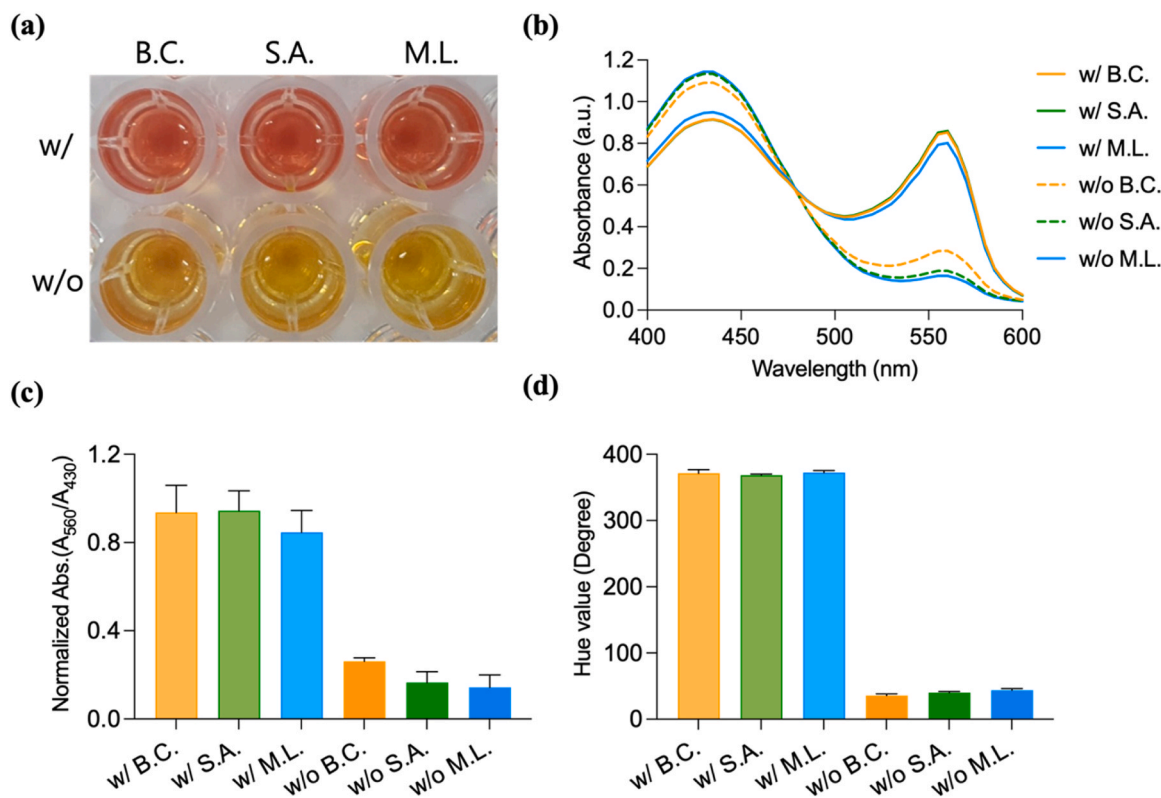 (a)
B.C. S.A. M.L.
w/
w/o
(b)
Absorbance (a.u.)
1.2
1.0
0.8
0.6
0.4
0.2
0.0
400 450 500 550 600
Wavelength (nm)
w/ B.C.
w/ S.A.
w/ M.L.
w/o B.C.
w/o S.A.
w/o M.L.
(c)
Normalized Abs.(A560/A430)
1.2
0.8
0.4
0.0
w/ B.C. w/ S.A. w/ M.L. w/o B.C. w/o S.A. w/o M.L.
(d)
Hue value (Degree)
400
300
200
100
0
w/ B.C. w/ S.A. w/ M.L. w/o B.C. w/o S.A. w/o M.L.